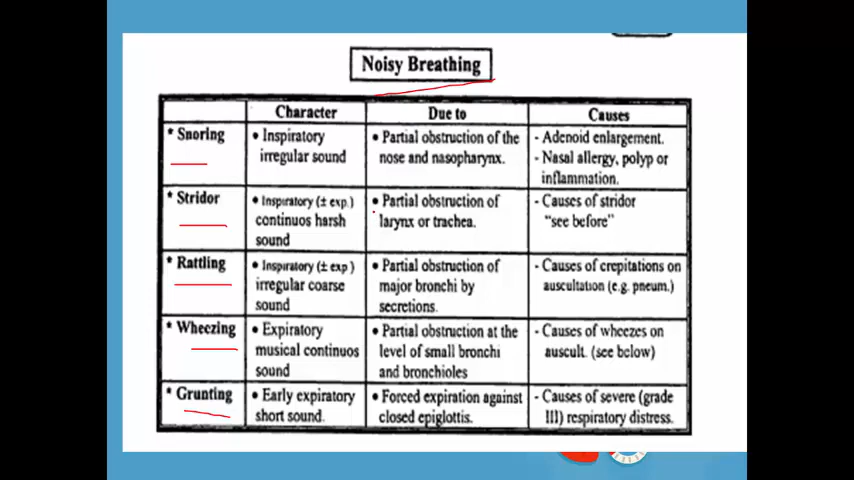 Noisy Breathing
Character Due to Causes
* Snoring • Inspiratory • Partial obstruction of the - Adenoid enlargement.
irregular sound nose and nasopharynx. - Nasal allergy, polyp or
inflammation.
* Stridor • Inspiratory (± exp.) • Partial obstruction of - Causes of stridor
continuos harsh larynx or trachea. "see before"
sound
* Rattling • Inspiratory (± exp ) • Partial obstruction of - Causes of crepitations on
irregular coarse major bronchi by auscultation (e.g. pneum.)
sound secretions.
* Wheezing • Expiratory • Partial obstruction at the - Causes of wheezes on
musical continuos level of small bronchi auscult. (see below)
sound and bronchioles
* Grunting • Early expiratory • Forced expiration against - Causes of severe (grade
short sound. closed epiglottis. III) respiratory distress.